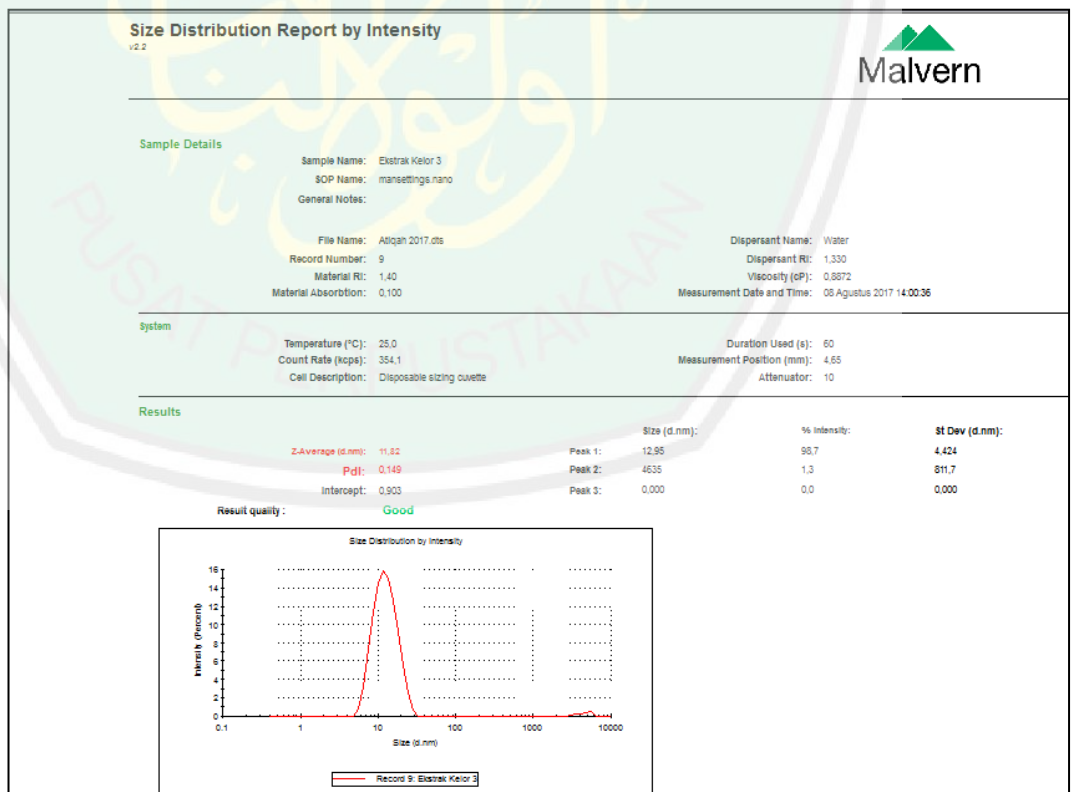 Size Distribution Report by Intensity
v2.2
Malvern
Sample Details
Sample Name: Ekstrak Kelor 3
SOP Name: mansettings.nano
General Notes:
File Name: Atiqah 2017.dts Dispersant Name: Water
Record Number: 9 Dispersant RI: 1,330
Material RI: 1,40 Viscosity (cP): 0,8872
Material Absorbtion: 0,100 Measurement Date and Time: 08 Agustus 2017 14:00:36
System
Temperature (°C): 25,0 Duration Used (s): 60
Count Rate (kcps): 354,1 Measurement Position (mm): 4,65
Cell Description: Disposable sizing cuvette Attenuator: 10
Results
Size (d.nm): % Intensity: St Dev (d.nm):
Z-Average (d.nm): 11,82 Peak 1: 12,95 98,7 4,424
PdI: 0,149 Peak 2: 4635 1,3 811,7
Intercept: 0,903 Peak 3: 0,000 0,0 0,000
Result quality : Good
Size Distribution by Intensity
Intensity (Percent)
16
14
12
10
8
6
4
2
0
0.1 1 10 100 1000 10000
Size (d.nm)
Record 9: Ekstrak Kelor 3
PUSAT PERPUSTAKAAN